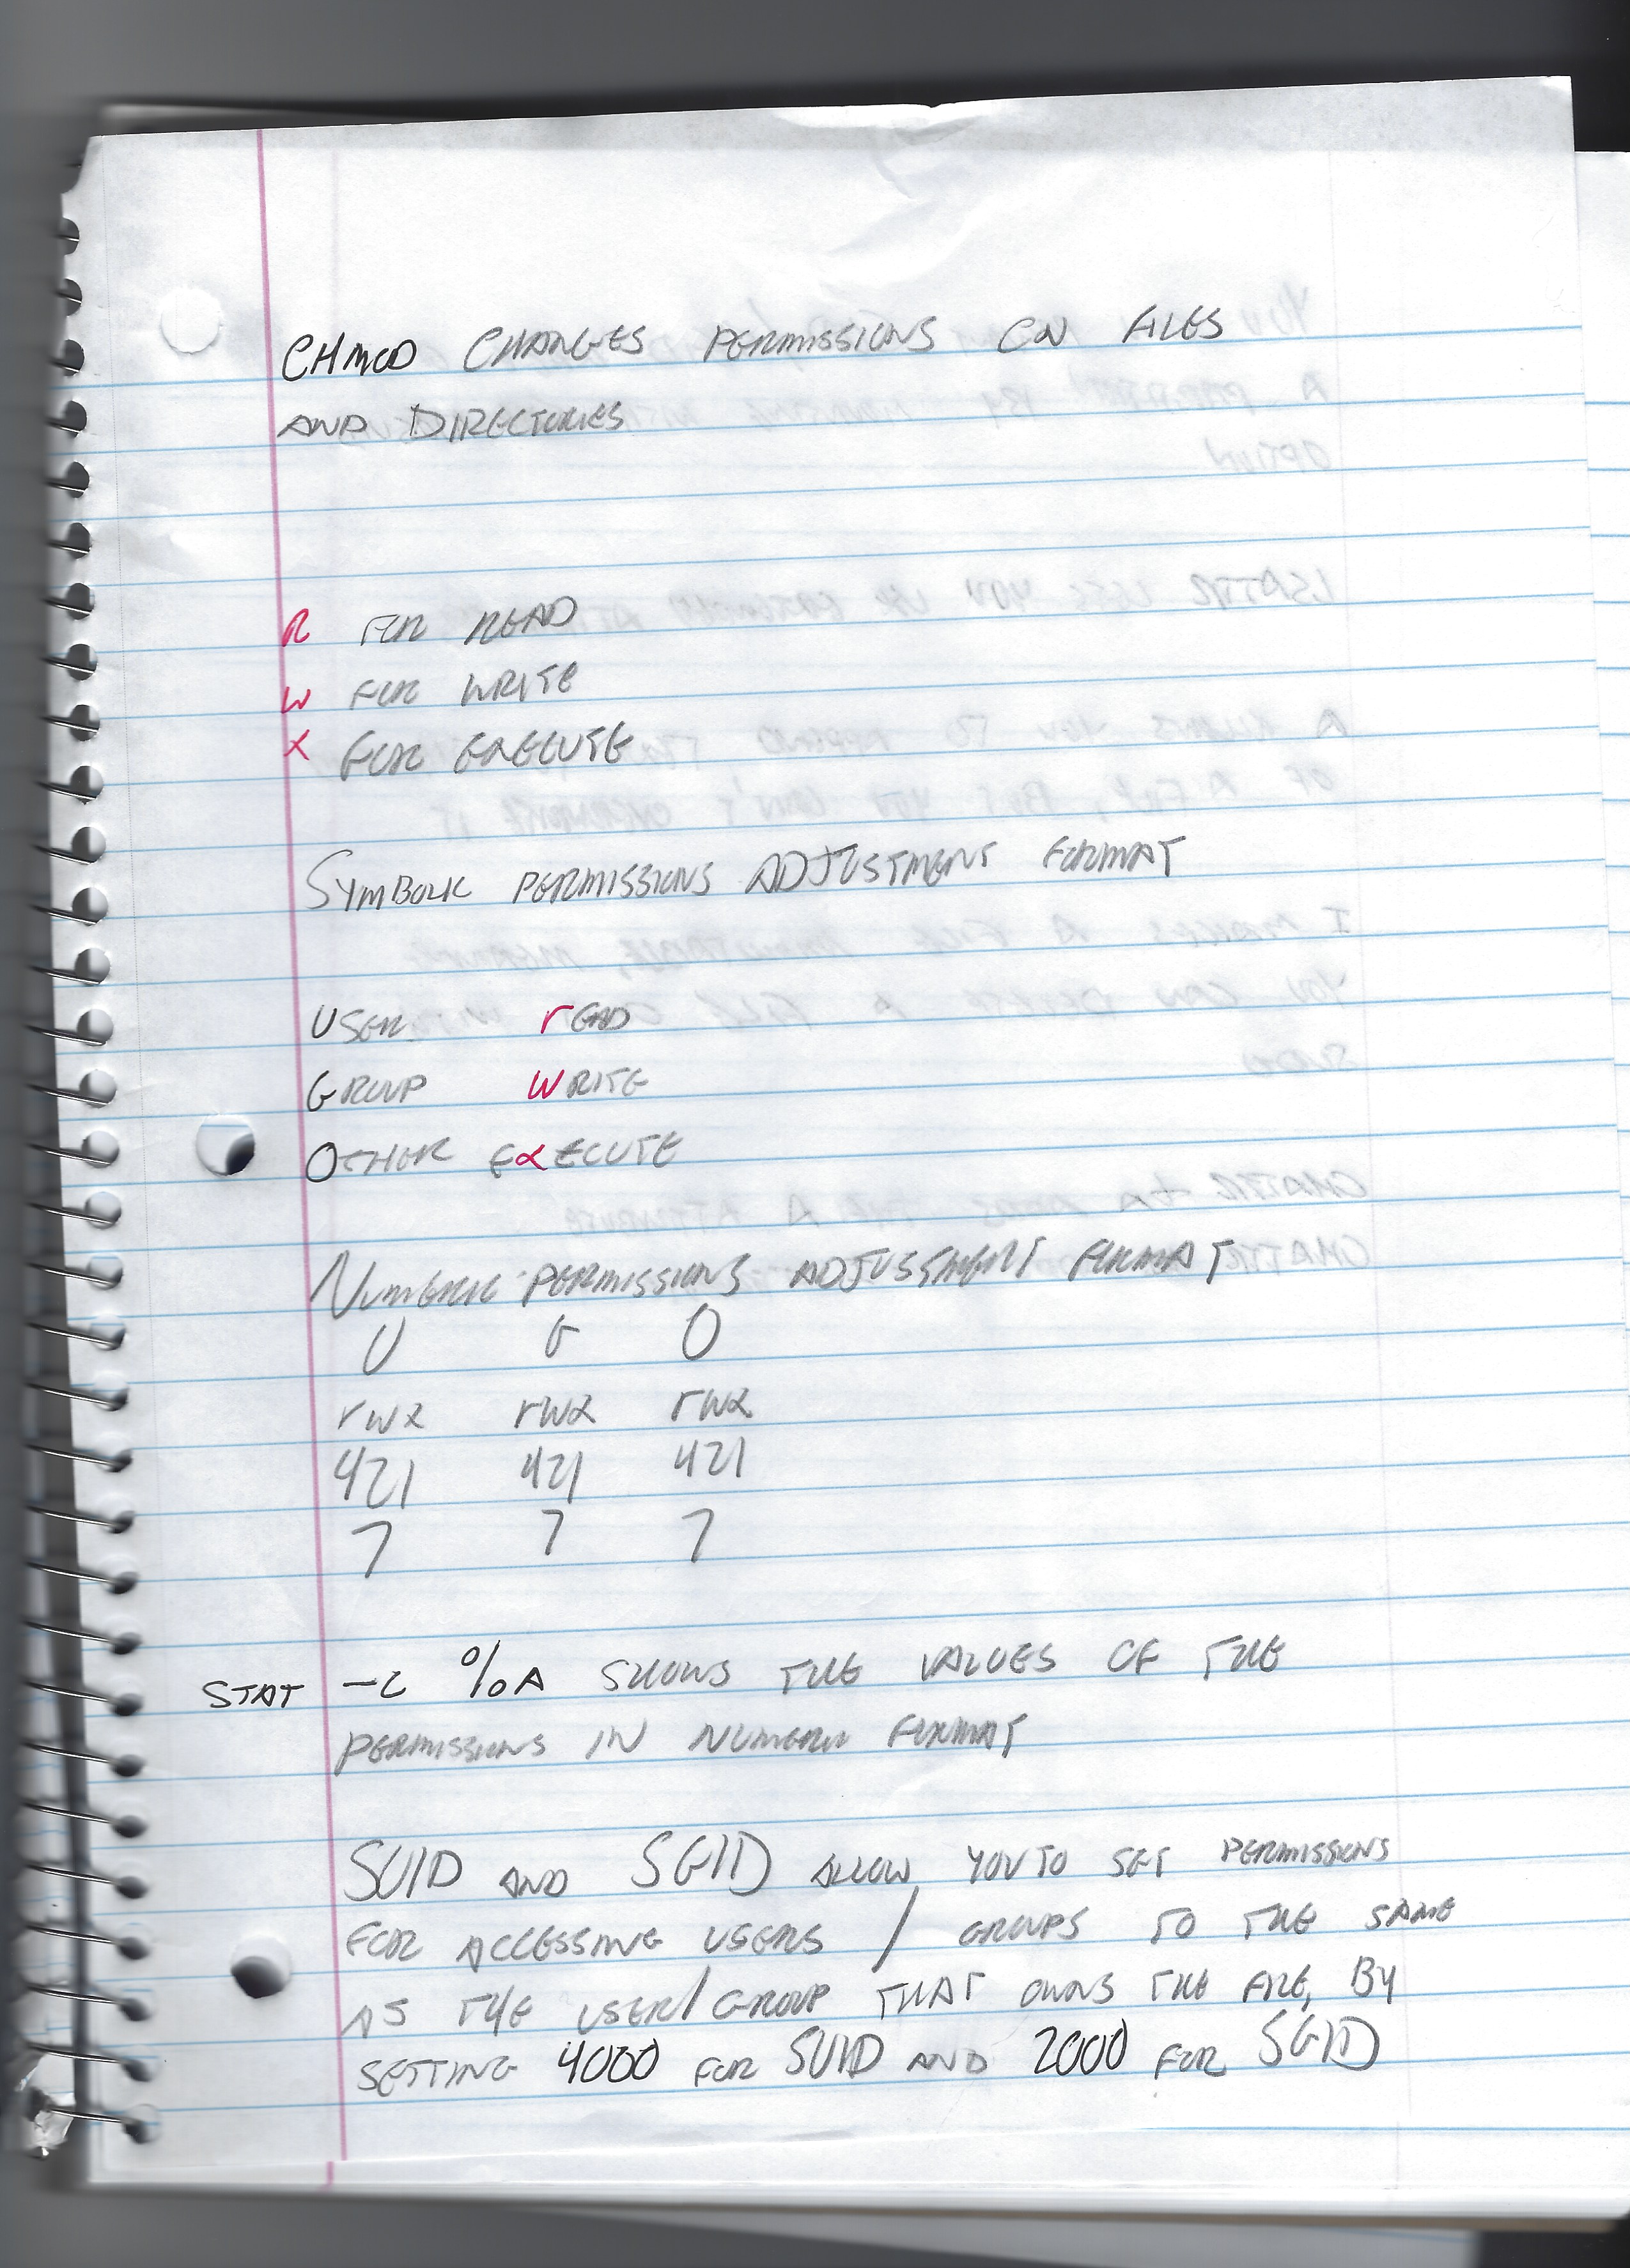 CHMOD CHANGES PERMISSIONS ON FILES
AND DIRECTORIES
R FOR READ
W FOR WRITE
X FOR EXECUTE
SYMBOLIC PERMISSIONS ADJUSTMENT FORMAT
USER rEAD
GROUP WRITE
OTHER EXECUTE
NUMERIC PERMISSIONS ADJUSTMENT FORMAT
U G O
rwx rwx rwx
421 421 421
7 7 7
STAT -C %A SHOWS THE VALUES OF THE
PERMISSIONS IN NUMERIC FORMAT
SUID AND SGID ALLOW YOU TO SET PERMISSIONS
FOR ACCESSING USERS / GROUPS TO THE SAME
AS THE USER/GROUP THAT OWNS THE FILE, BY
SETTING 4000 FOR SUID AND 2000 FOR SGID